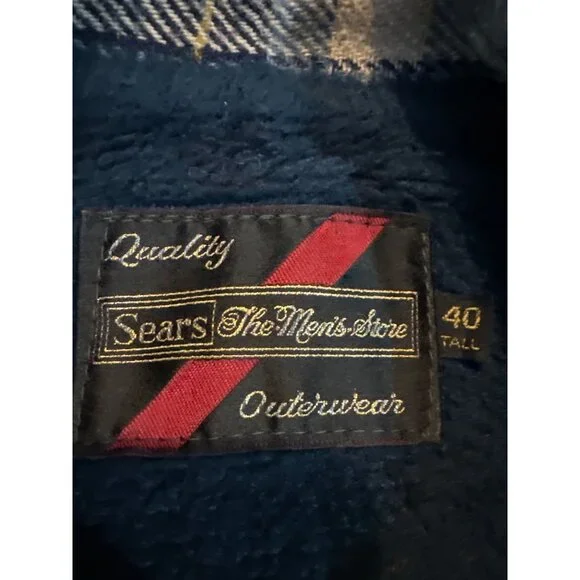 Quality
Sears The Men's Store
Outerwear
40
TALL